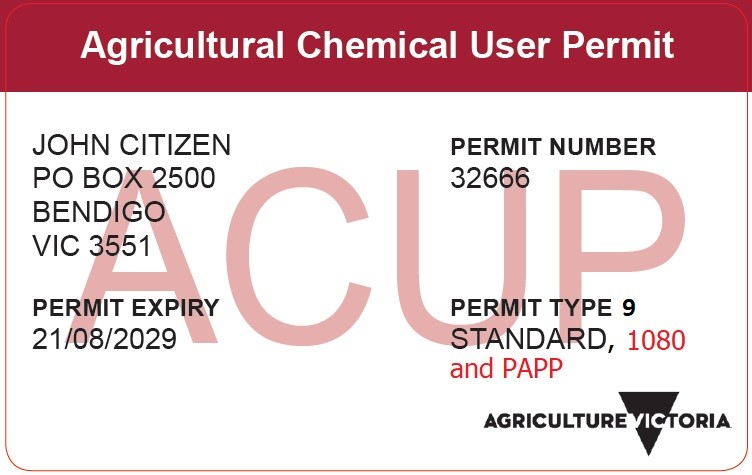 Agricultural Chemical User Permit
JOHN CITIZEN
PO BOX 2500
BENDIGO
VIC 3551
PERMIT NUMBER
32666
ACUP
PERMIT EXPIRY
21/08/2029
PERMIT TYPE 9
STANDARD, 1080
and PAPP
AGRICULTURE VICTORIA